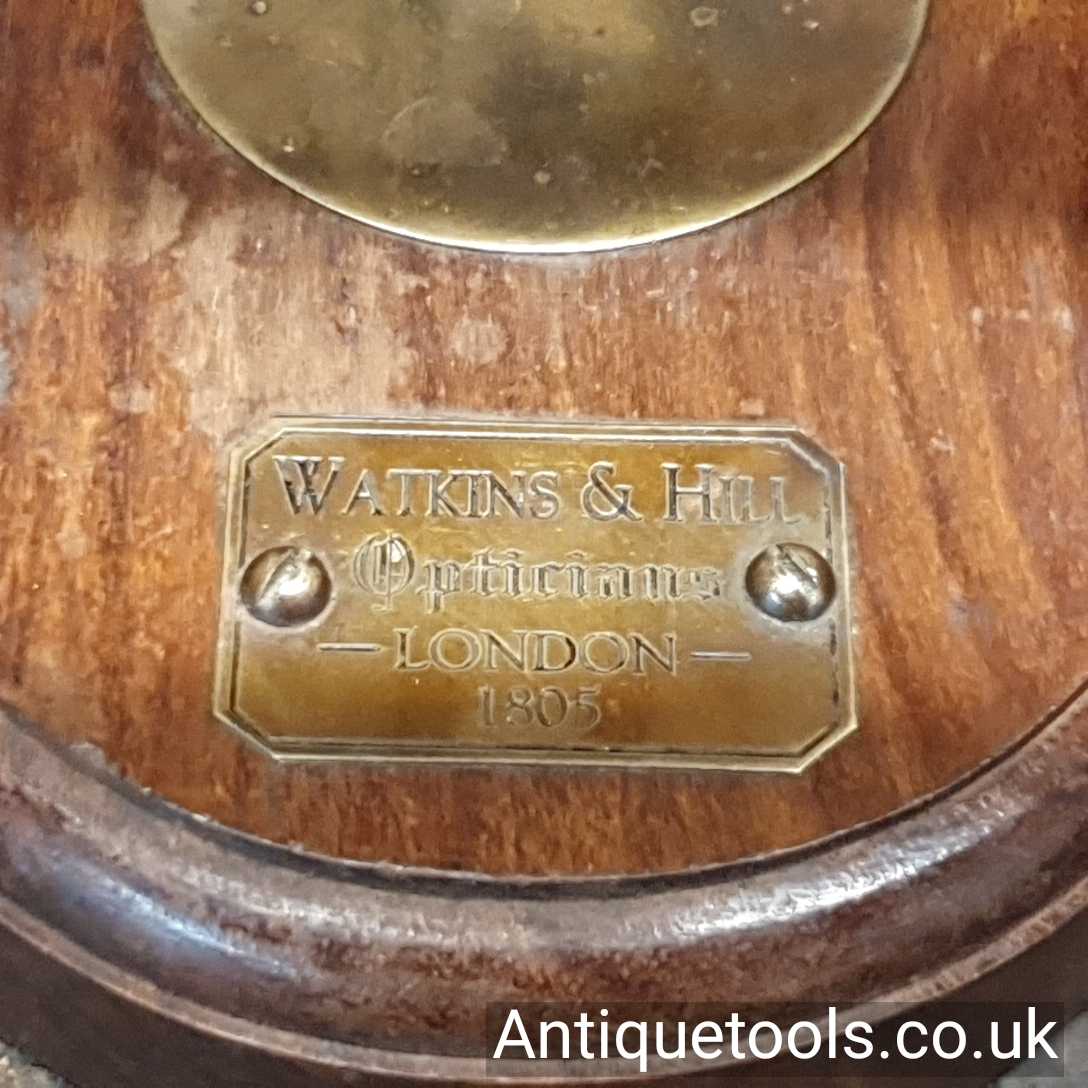 WATKINS & HILL
Opticians
— LONDON —
1805
Antiquetools.co.uk